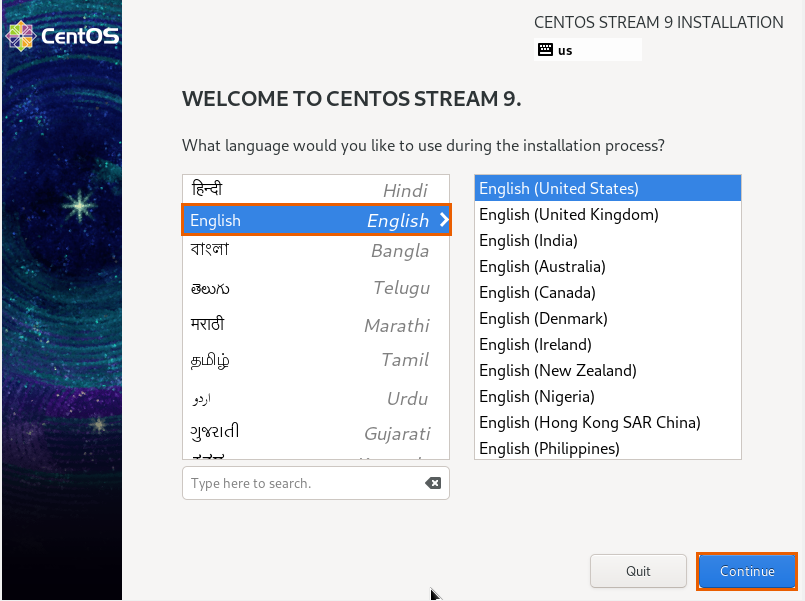 CentOS
CENTOS STREAM 9 INSTALLATION
us
WELCOME TO CENTOS STREAM 9.
What language would you like to use during the installation process?
हिन्दी Hindi
English English
বাংলা Bangla
తెలుగు Telugu
मराठी Marathi
தமிழ் Tamil
اردو Urdu
ગુજરાતી Gujarati
English (United States)
English (United Kingdom)
English (India)
English (Australia)
English (Canada)
English (Denmark)
English (Ireland)
English (New Zealand)
English (Nigeria)
English (Hong Kong SAR China)
English (Philippines)
Type here to search.
Quit
Continue